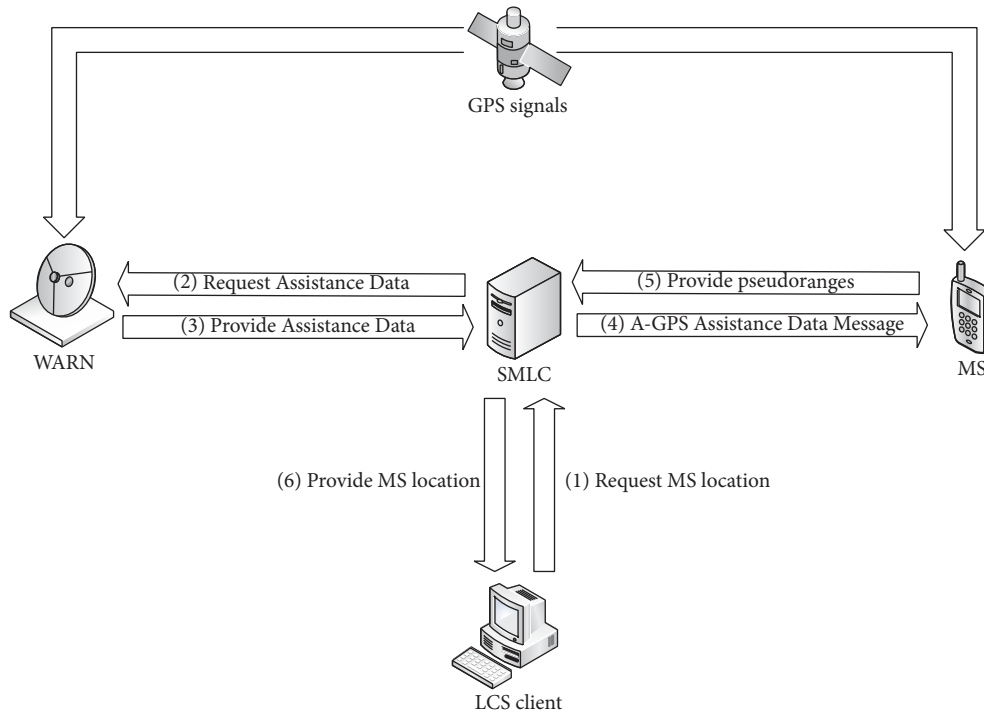 GPS signals
(2) Request Assistance Data
(5) Provide pseudoranges
(3) Provide Assistance Data
(4) A-GPS Assistance Data Message
WARN
SMLC
MS
(6) Provide MS location
(1) Request MS location
LCS client